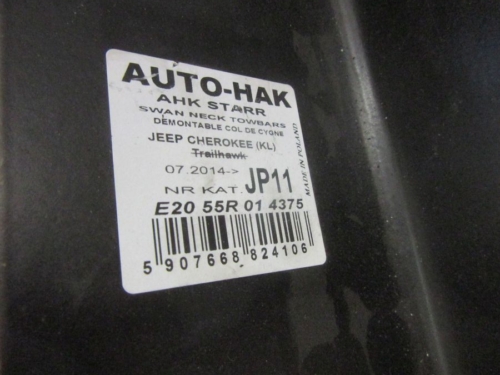 AUTO-HAK
AHK STARR
SWAN NECK TOWBARS
DÉMONTABLE COL DE CYGNE
JEEP CHEROKEE (KL)
Trailhawk
07.2014->
NR KAT. JP11
E20 55R 01 4375
5 907668 824106
MADE IN POLAND